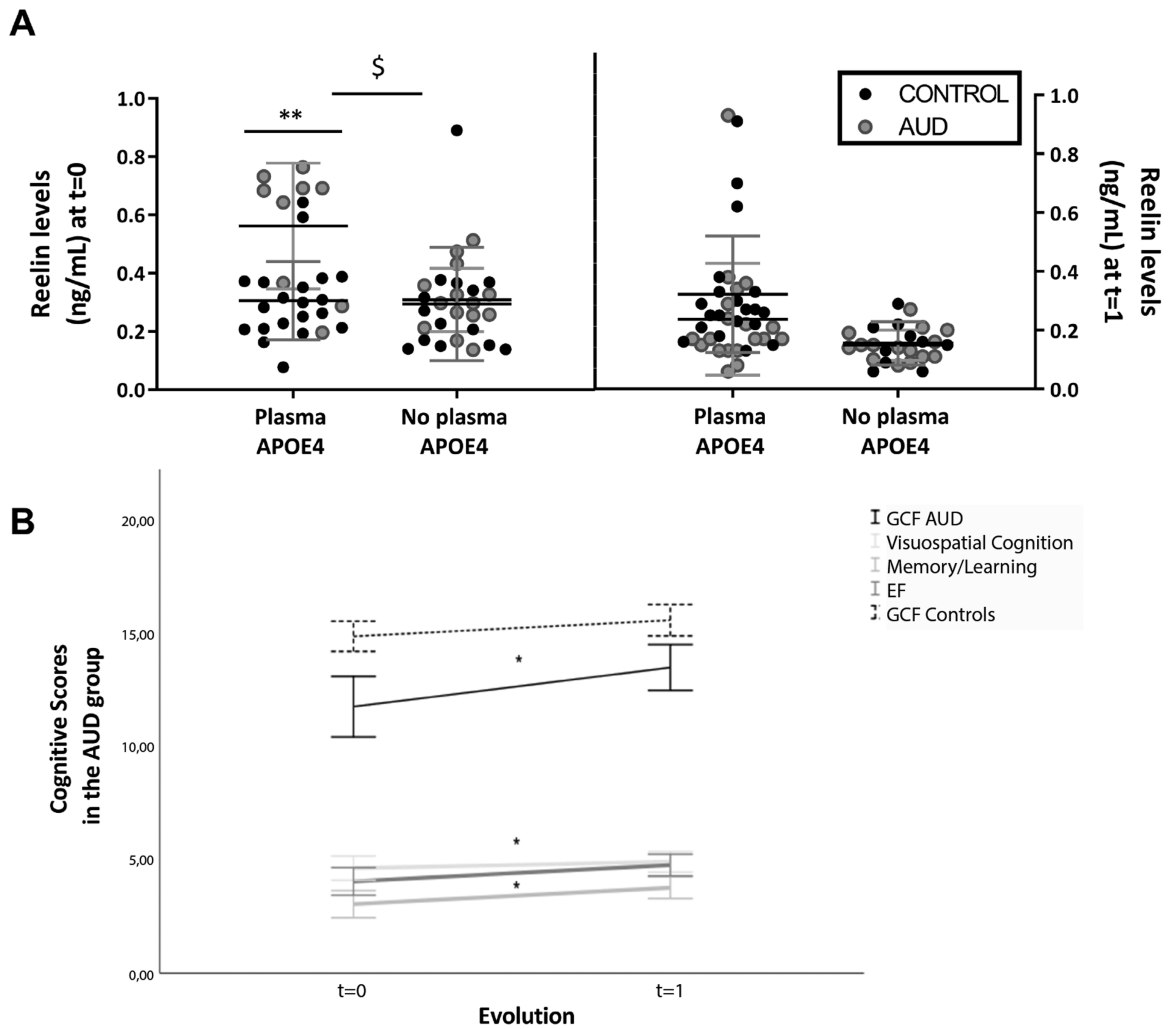 A
$
**
CONTROL
AUD
Reelin levels
(ng/mL) at t=0
1.0
0.8
0.6
0.4
0.2
0.0
Plasma
APOE4
No plasma
APOE4
Plasma
APOE4
No plasma
APOE4
1.0
0.8
0.6
0.4
0.2
0.0
Reelin levels
(ng/mL) at t=1
B
Cognitive Scores
in the AUD group
20,00
15,00
10,00
5,00
0,00
*
*
*
GCF AUD
Visuospatial Cognition
Memory/Learning
EF
GCF Controls
t=0
t=1
Evolution